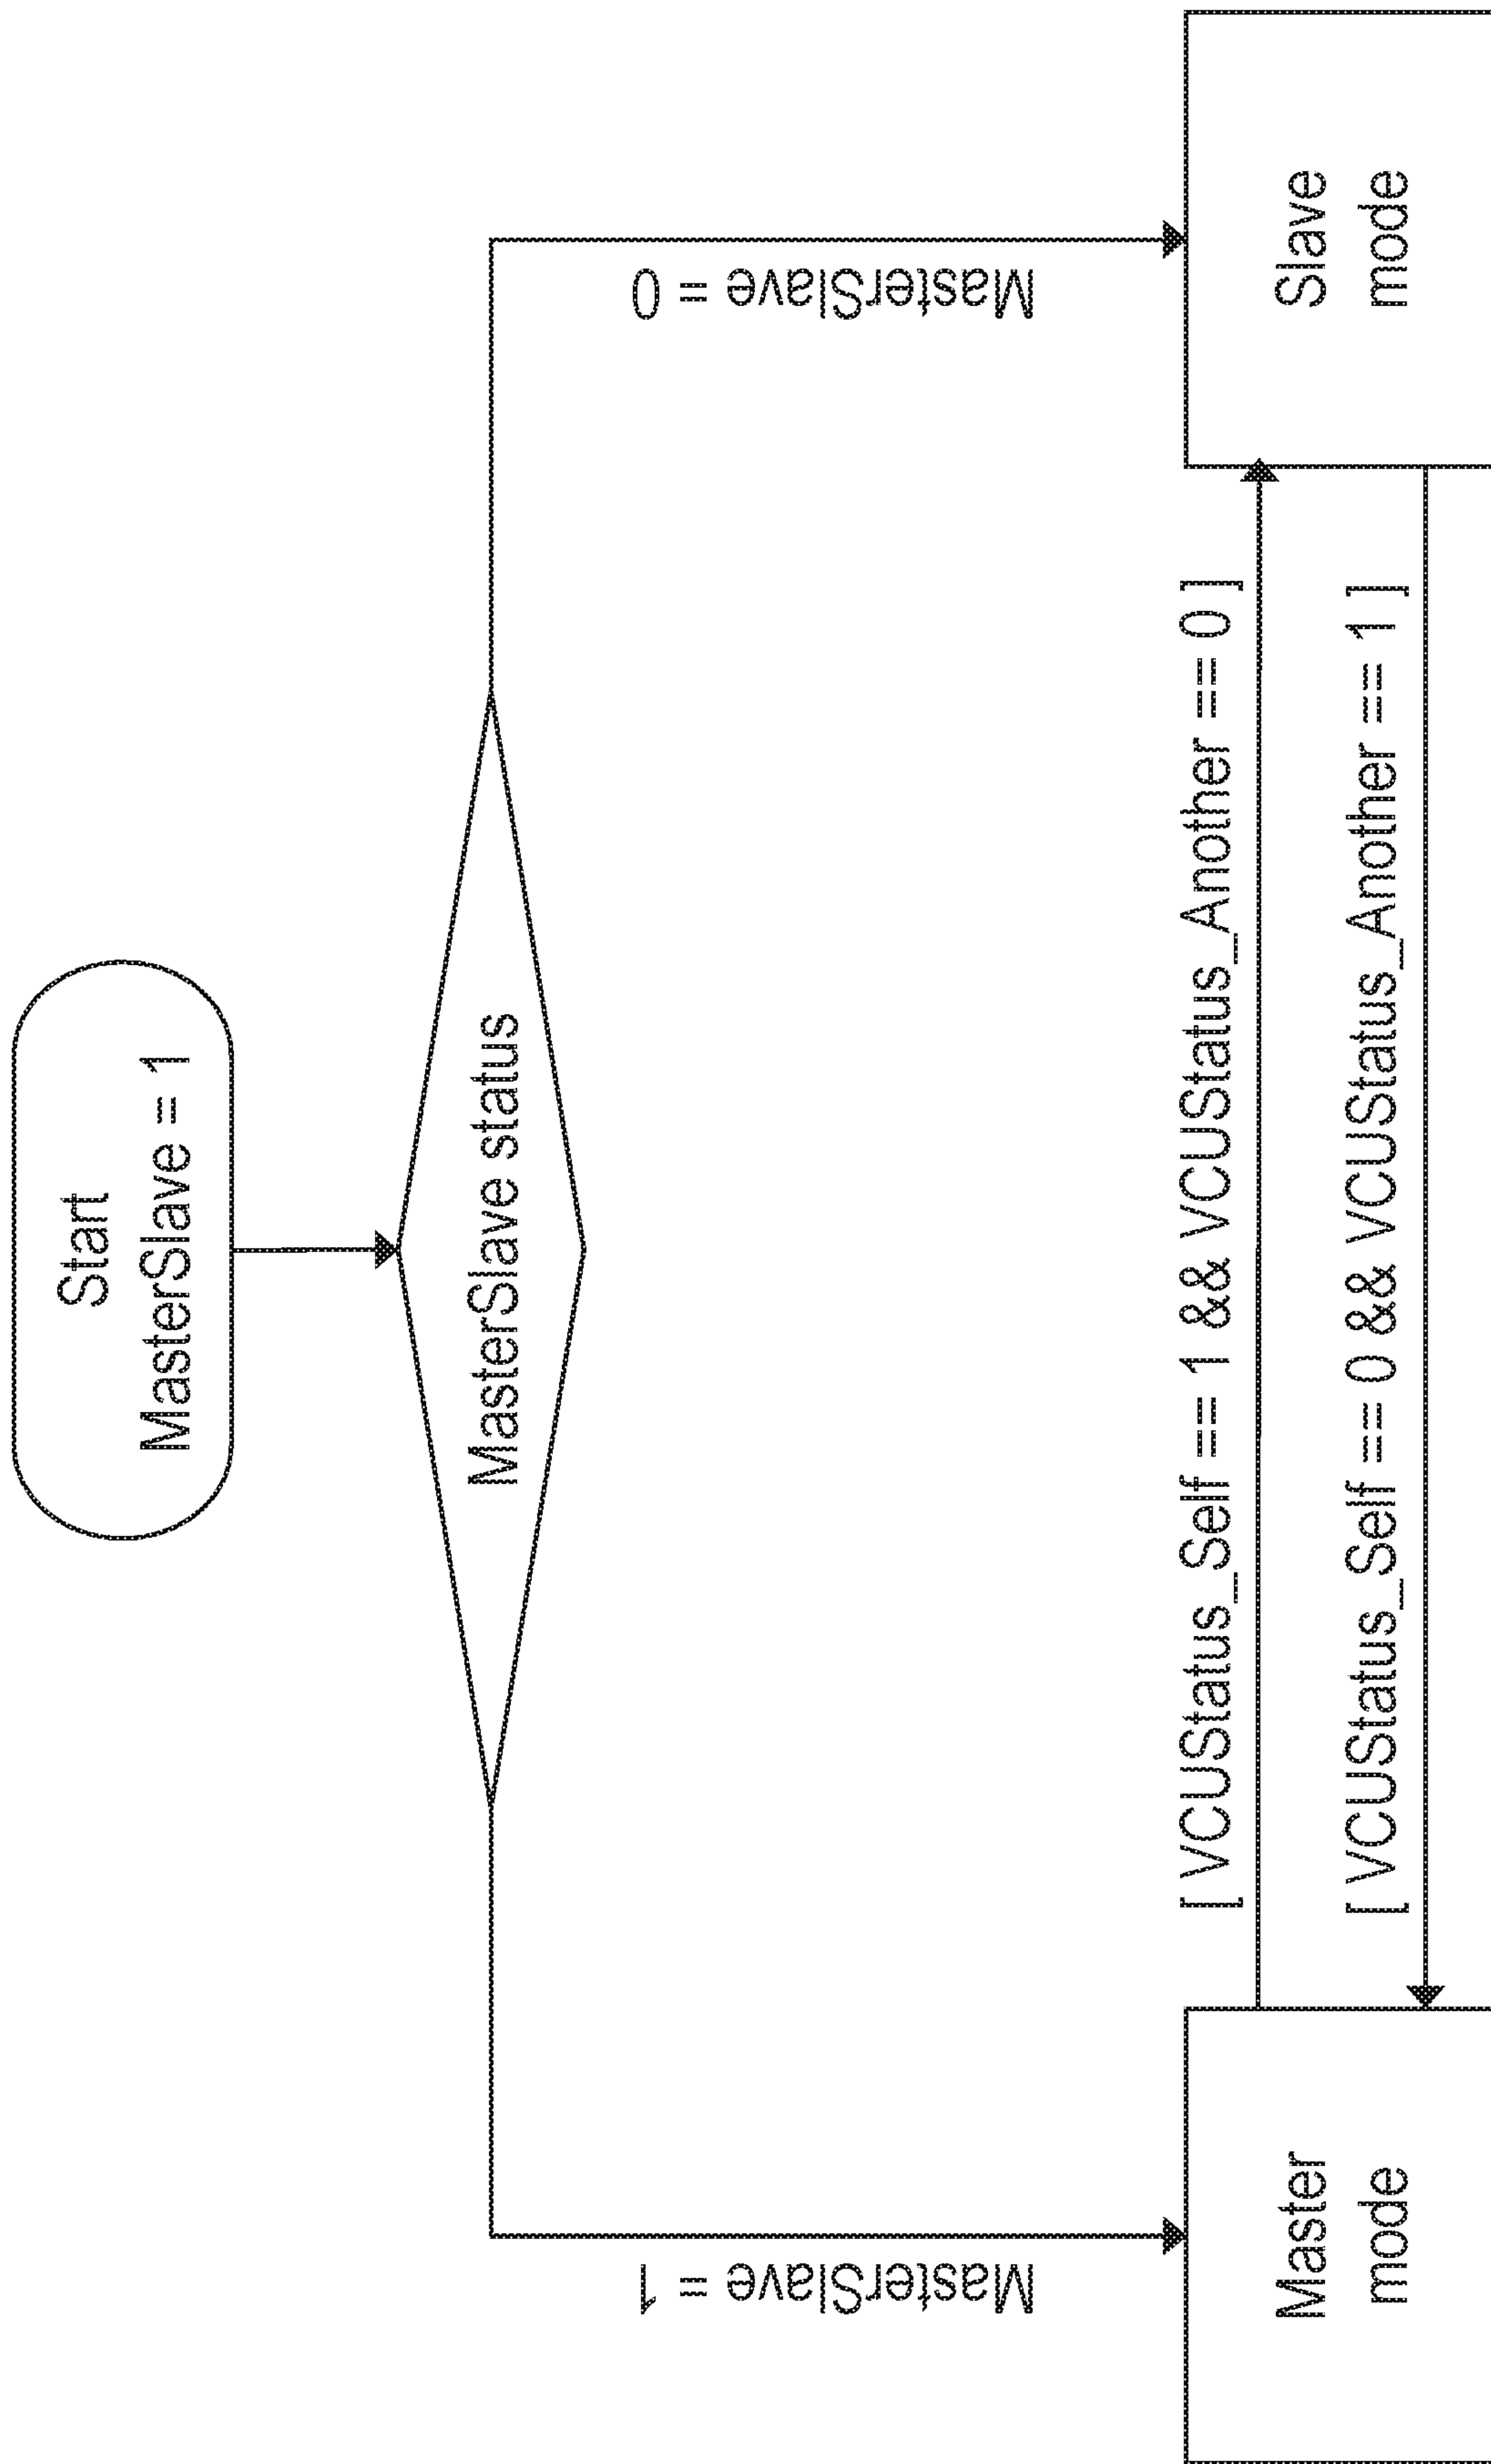 Start
MasterSlave = 1
MasterSlave status
MasterSlave = 1
MasterSlave = 0
[ VCUStatus_Self == 1 && VCUStatus_Another == 0 ]
[ VCUStatus_Self == 0 && VCUStatus_Another == 1 ]
Master
mode
Slave
mode